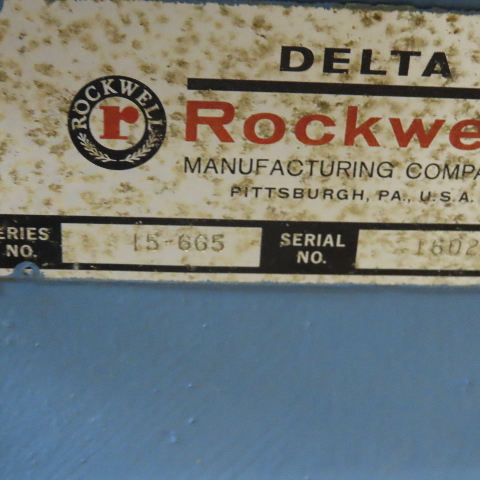 DELTA
ROCKWELL
r
Rockwe
MANUFACTURING COMPA
PITTSBURGH, PA., U.S.A.
ERIES NO. 15-665 SERIAL NO. 1602